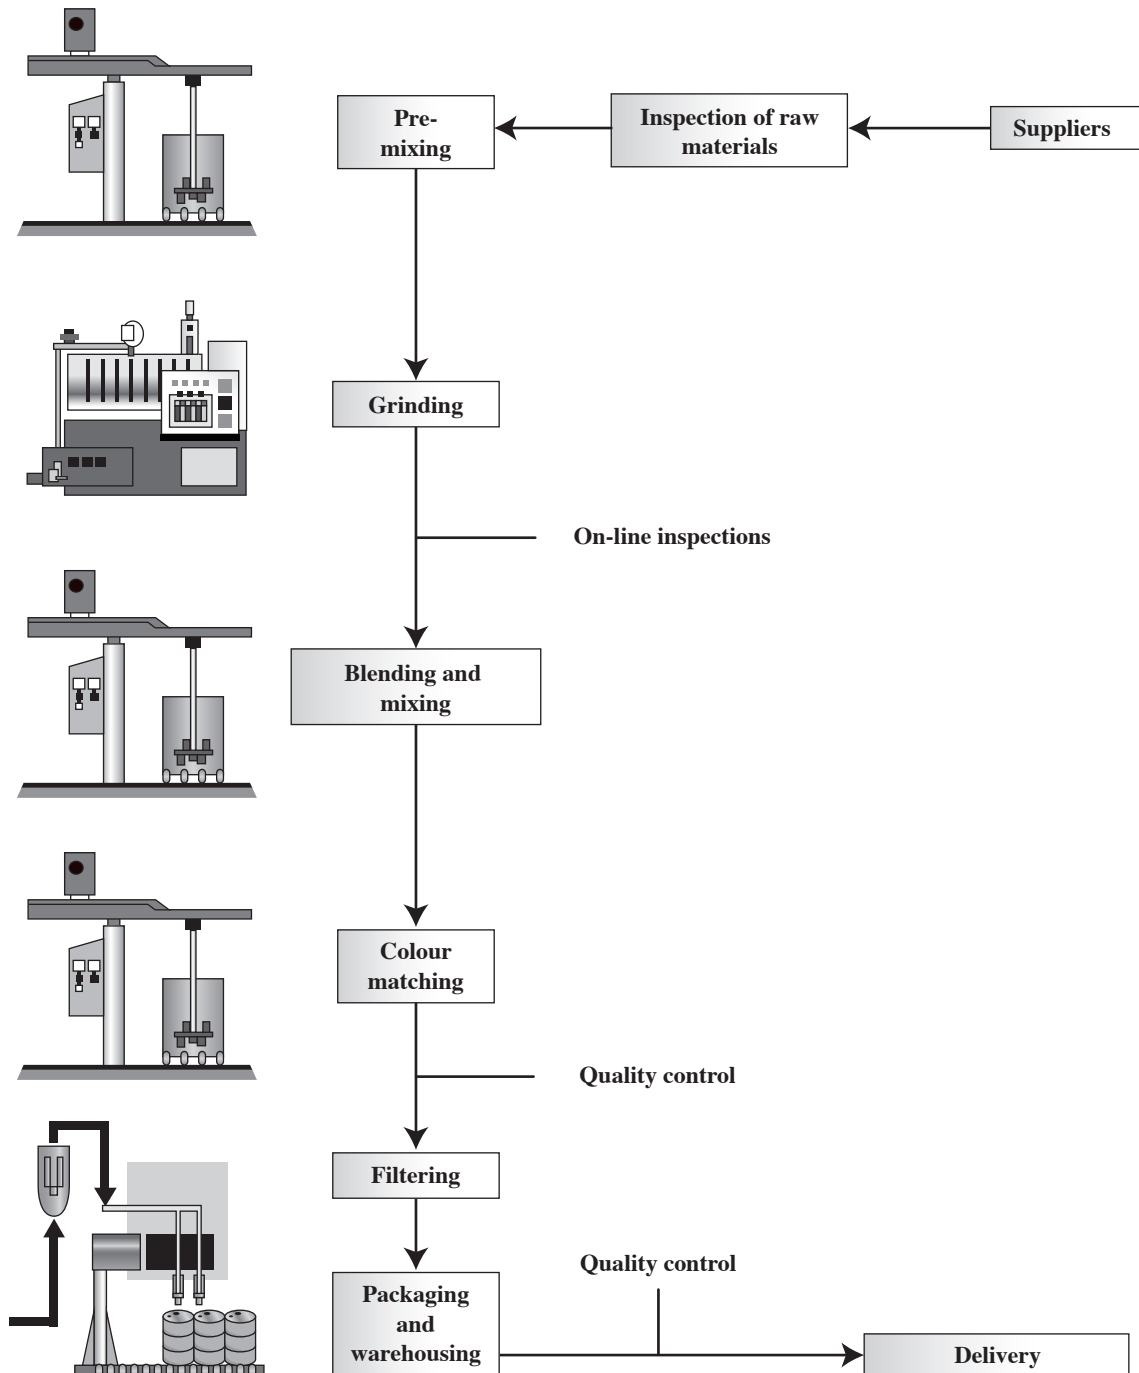 Pre-
mixing
Inspection of raw
materials
Suppliers
Grinding
On-line inspections
Blending and
mixing
Colour
matching
Quality control
Filtering
Quality control
Packaging
and
warehousing
Delivery